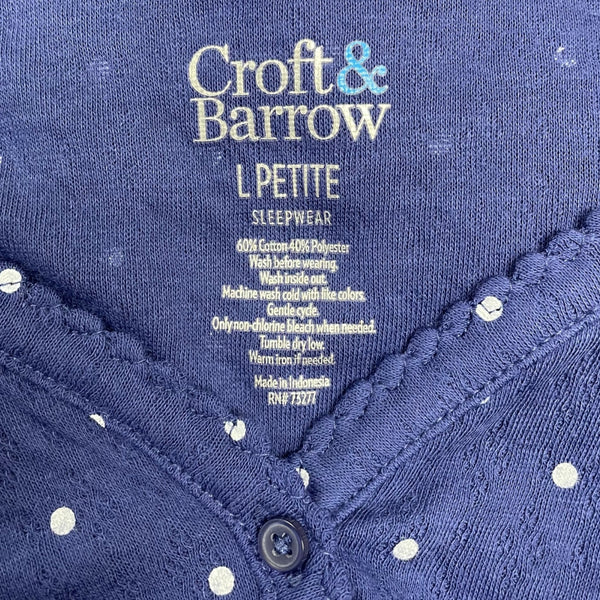 Croft&
Barrow
L PETITE
SLEEPWEAR
60% Cotton 40% Polyester
Wash before wearing.
Wash inside out.
Machine wash cold with like colors.
Gentle cycle.
Only non-chlorine bleach when needed.
Tumble dry low.
Warm iron if needed.
Made in Indonesia
RN# 73277